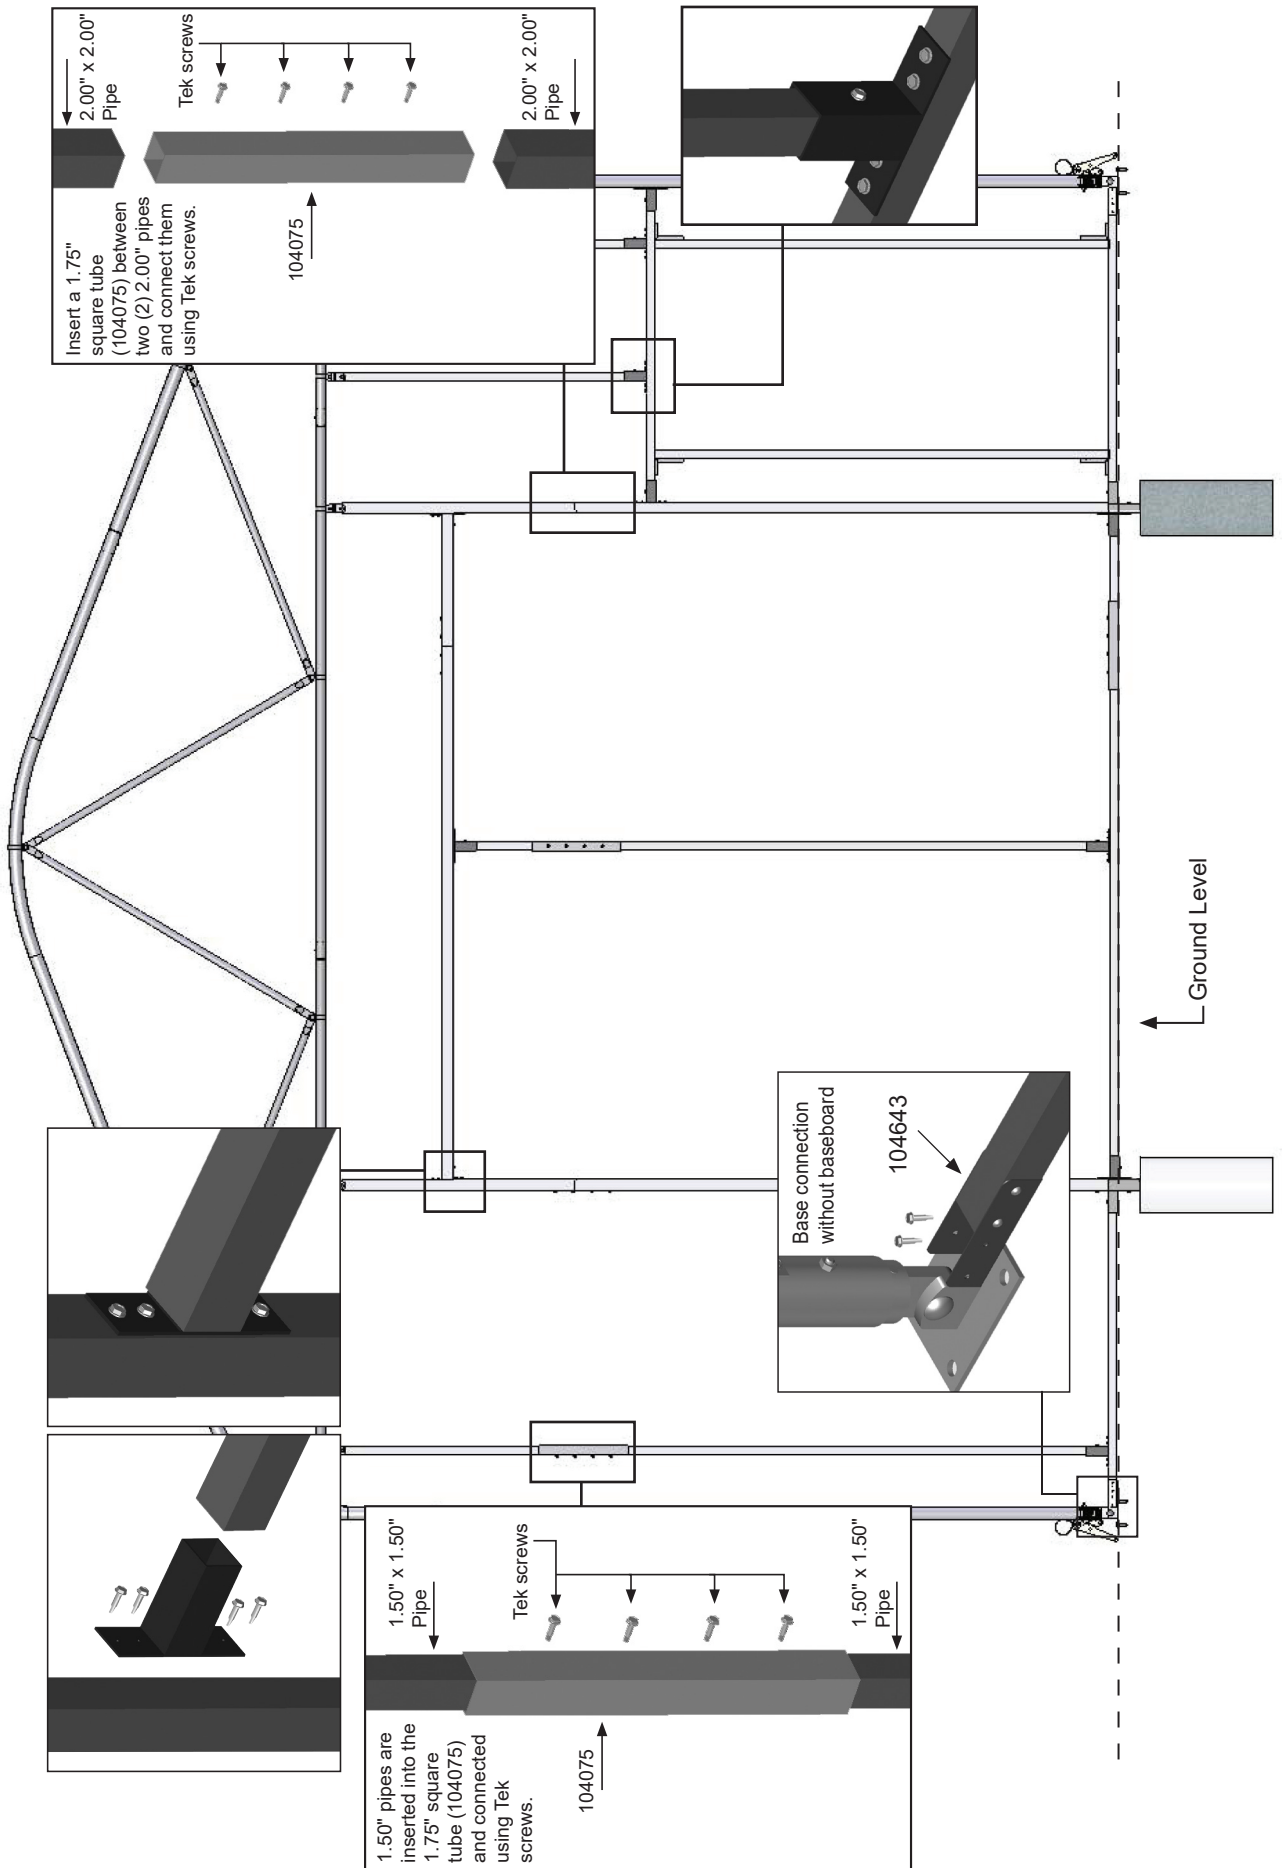 1.50" pipes are
inserted into the
1.75" square
tube (104075)
and connected
using Tek
screws.
104075
1.50" x 1.50"
Pipe
Tek screws
1.50" x 1.50"
Pipe
Base connection
without baseboard
104643
Ground Level
Insert a 1.75"
square tube
(104075) between
two (2) 2.00" pipes
and connect them
using Tek screws.
104075
2.00" x 2.00"
Pipe
Tek screws
2.00" x 2.00"
Pipe